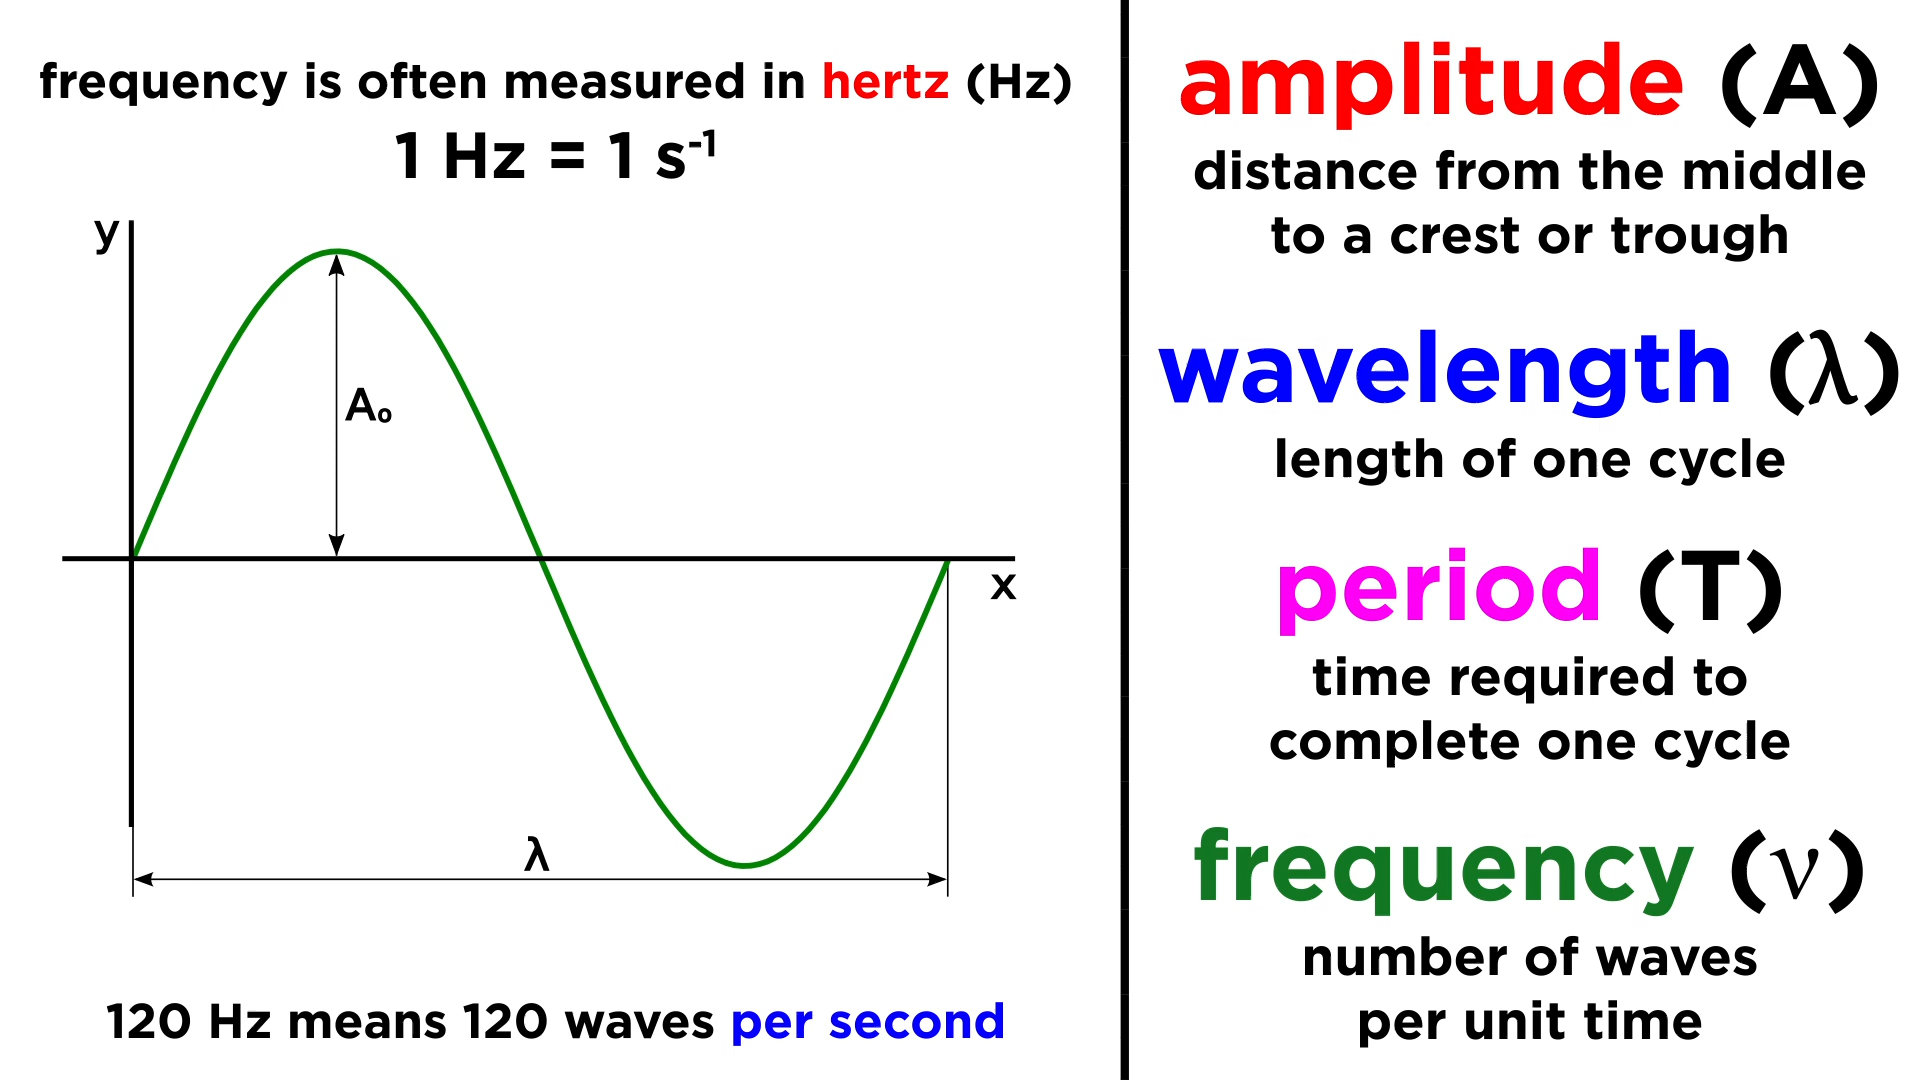 frequency is often measured in hertz (Hz)
1 Hz = 1 s⁻¹
y
A₀
x
λ
120 Hz means 120 waves per second
amplitude (A)
distance from the middle
to a crest or trough
wavelength (λ)
length of one cycle
period (T)
time required to
complete one cycle
frequency (ν)
number of waves
per unit time